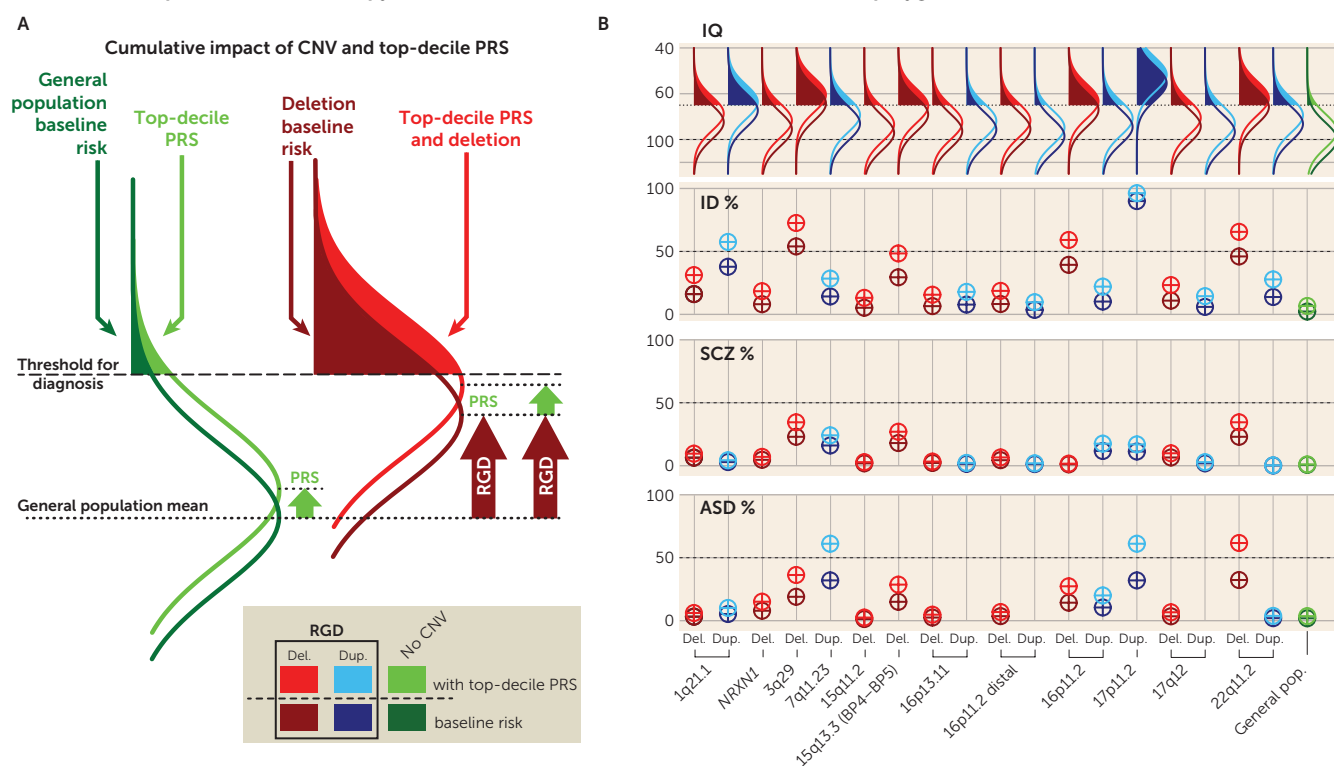 A
Cumulative impact of CNV and top-decile PRS
General
population
baseline
risk
Top-decile
PRS
Deletion
baseline
risk
Top-decile PRS
and deletion
Threshold for
diagnosis
PRS
PRS
RGD
RGD
General population mean
RGD
Del.
Dup.
No CNV
with top-decile PRS
baseline risk
B
IQ
40
60
100
ID %
100
50
0
SCZ %
100
50
0
ASD %
100
50
0
Del. Dup. Del. Del. Dup. Del. Del. Del. Dup. Del. Dup. Del. Dup. Dup. Del. Dup. Del. Dup.
1q21.1
NRXN1
3q29
7q11.23
15q11.2
15q13.3 (BP4–BP5)
16p13.11
16p11.2 distal
16p11.2
17p11.2
17q12
22q11.2
General pop.